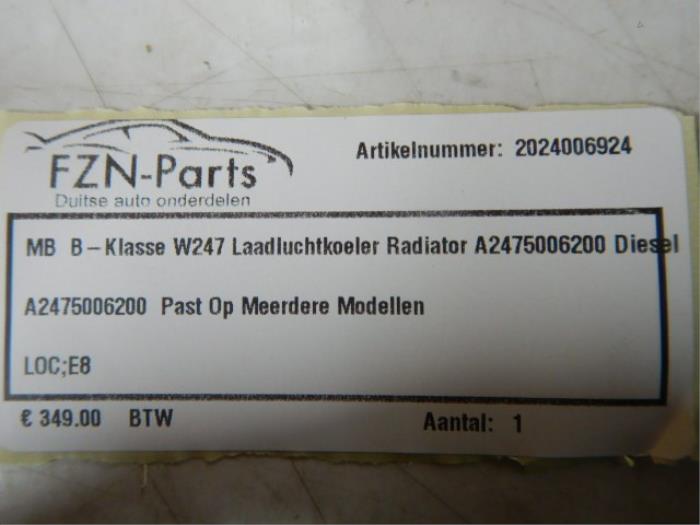 FZN-Parts
Duitse auto onderdelen
Artikelnummer: 2024006924
MB B-Klasse W247 Laadluchtkoeler Radiator A2475006200 Diesel
A2475006200 Past Op Meerdere Modellen
LOC;E8
€ 349.00 BTW
Aantal: 1